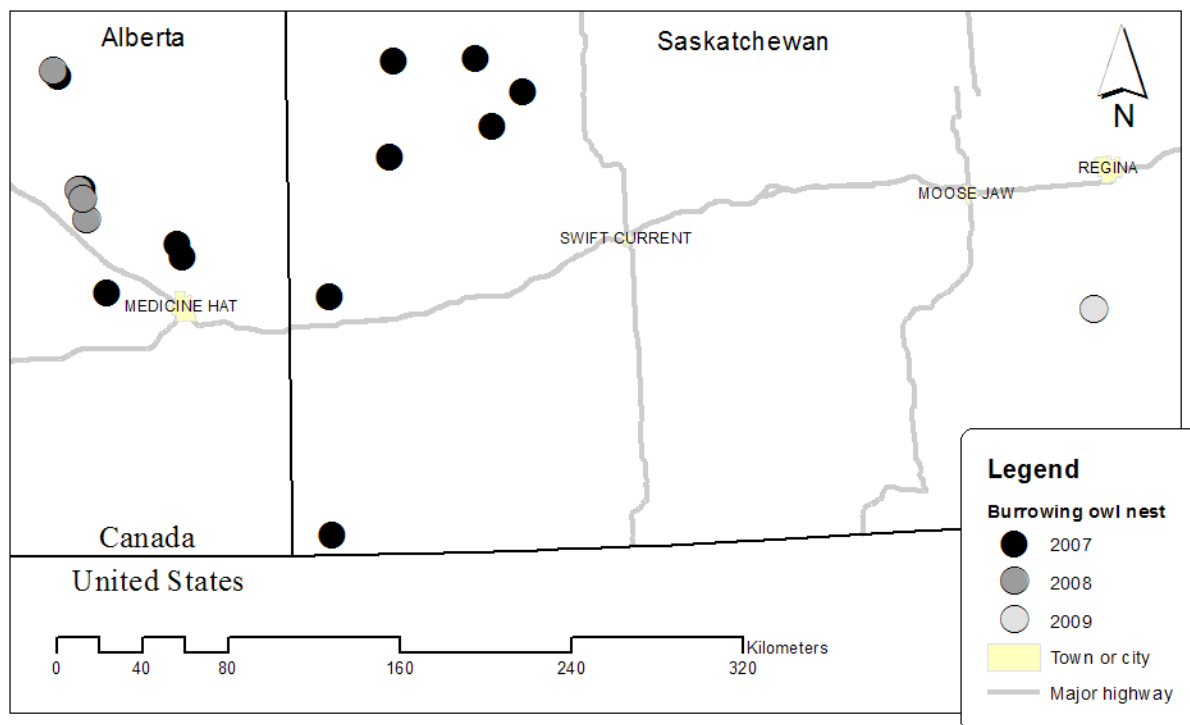 Alberta
Saskatchewan
N
REGINA
MOOSE JAW
SWIFT CURRENT
MEDICINE HAT
Canada
United States
0 40 80 160 240 320
Kilometers
Legend
Burrowing owl nest
2007
2008
2009
Town or city
Major highway